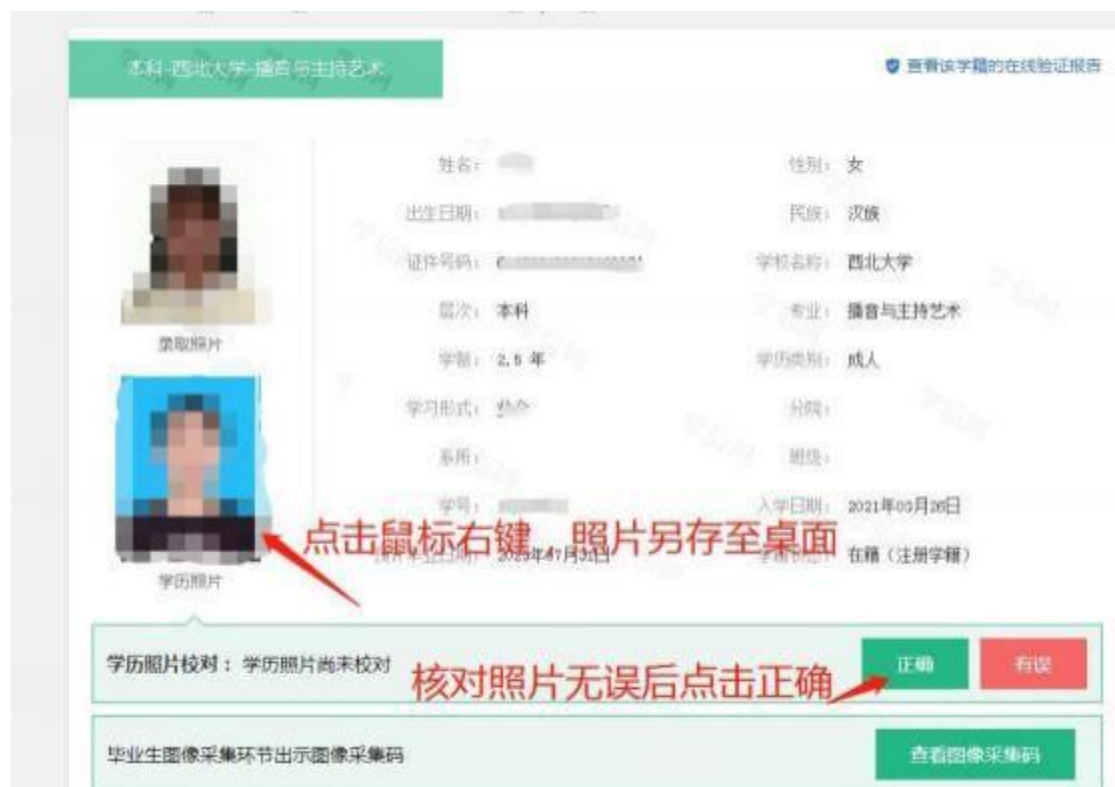 本科-西北大学-播音与主持艺术
查看该学籍的在线验证报告
姓名：
性别： 女
出生日期：
民族： 汉族
证件号码：
学校名称： 西北大学
层次： 本科
专业： 播音与主持艺术
录取照片
学制： 2.5 年
学历类别： 成人
学习形式：
分院：
系所：
班级：
学号：
入学日期： 2021年03月26日
点击鼠标右键，照片另存至桌面
在籍（注册学籍）
学历照片
学历照片校对： 学历照片尚未校对
正确
有误
核对照片无误后点击正确
毕业生图像采集环节出示图像采集码
查看图像采集码